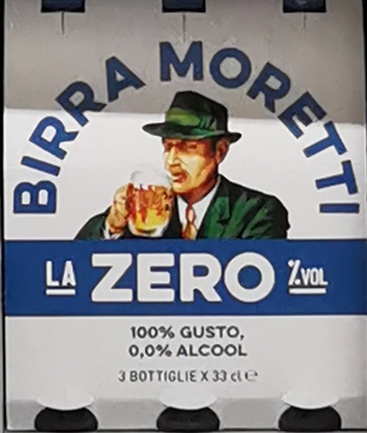 BIRRA MORETTI
LA ZERO %VOL
100% GUSTO,
0,0% ALCOOL
3 BOTTIGLIE X 33 cl ℮